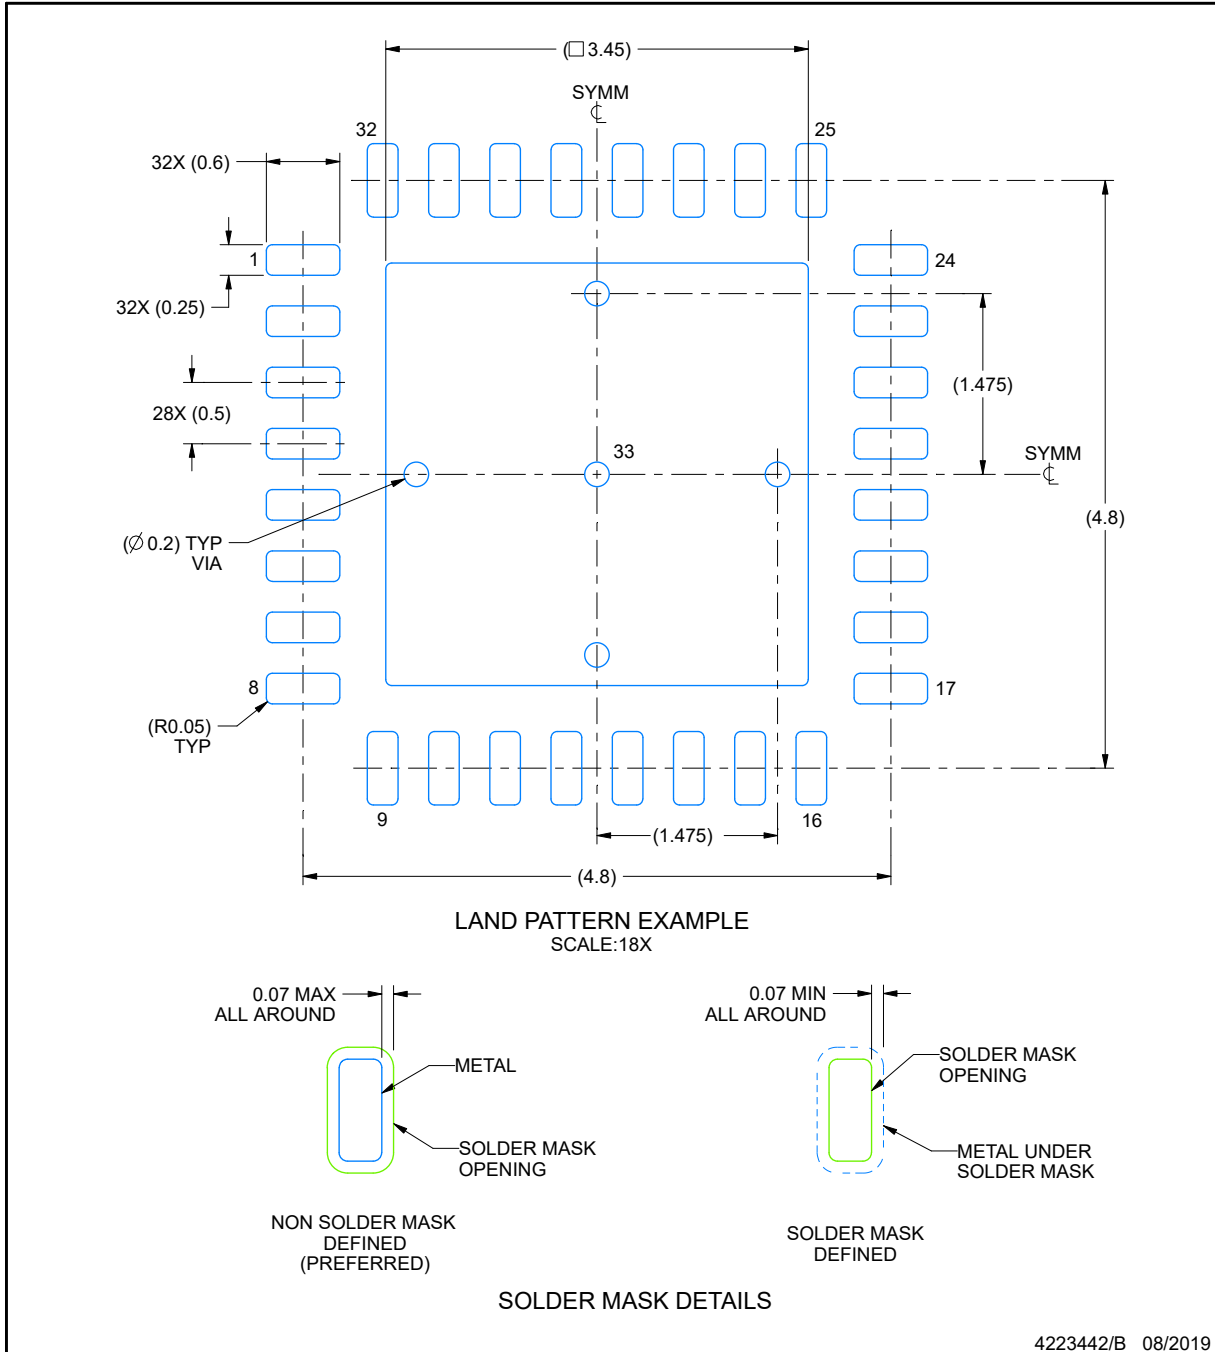 (□ 3.45)
SYMM
℄
32
25
32X (0.6)
1
24
32X (0.25)
(1.475)
28X (0.5)
33
SYMM
℄
(4.8)
(Ø 0.2) TYP
VIA
8
17
(R0.05)
TYP
9
16
(1.475)
(4.8)
LAND PATTERN EXAMPLE
SCALE:18X
0.07 MAX
ALL AROUND
METAL
SOLDER MASK
OPENING
NON SOLDER MASK
DEFINED
(PREFERRED)
0.07 MIN
ALL AROUND
SOLDER MASK
OPENING
METAL UNDER
SOLDER MASK
SOLDER MASK
DEFINED
SOLDER MASK DETAILS
4223442/B 08/2019